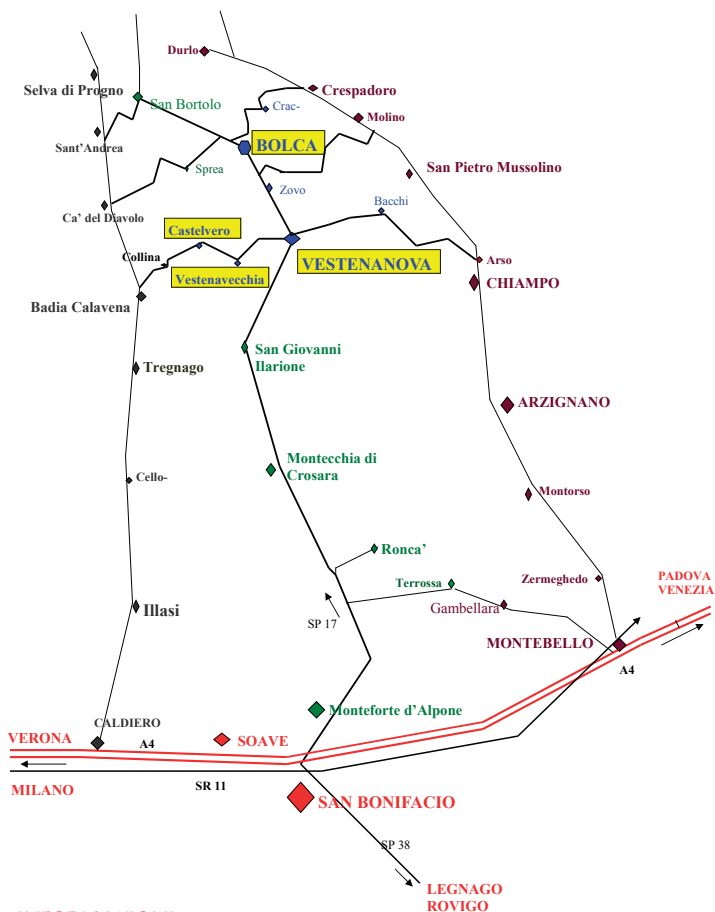 Durlo
Selva di Progno
Crespadoro
San Bortolo
Crac-
Molino
BOLCA
Sant'Andrea
San Pietro Mussolino
Sprea
Zovo
Bacchi
Ca' del Diavolo
Castelvero
Collina
VESTENANOVA
Arso
Vestenavecchia
CHIAMPO
Badia Calavena
San Giovanni
Ilarione
Tregnago
ARZIGNANO
Montecchia di
Crosara
Cello-
Montorso
Ronca'
Terrossa
Zermeghedo
PADOVA
VENEZIA
Illasi
Gambellara
SP 17
MONTEBELLO
A4
Monteforte d'Alpone
CALDIERO
VERONA
A4
SOAVE
MILANO
SR 11
SAN BONIFACIO
SP 38
LEGNAGO
ROVIGO